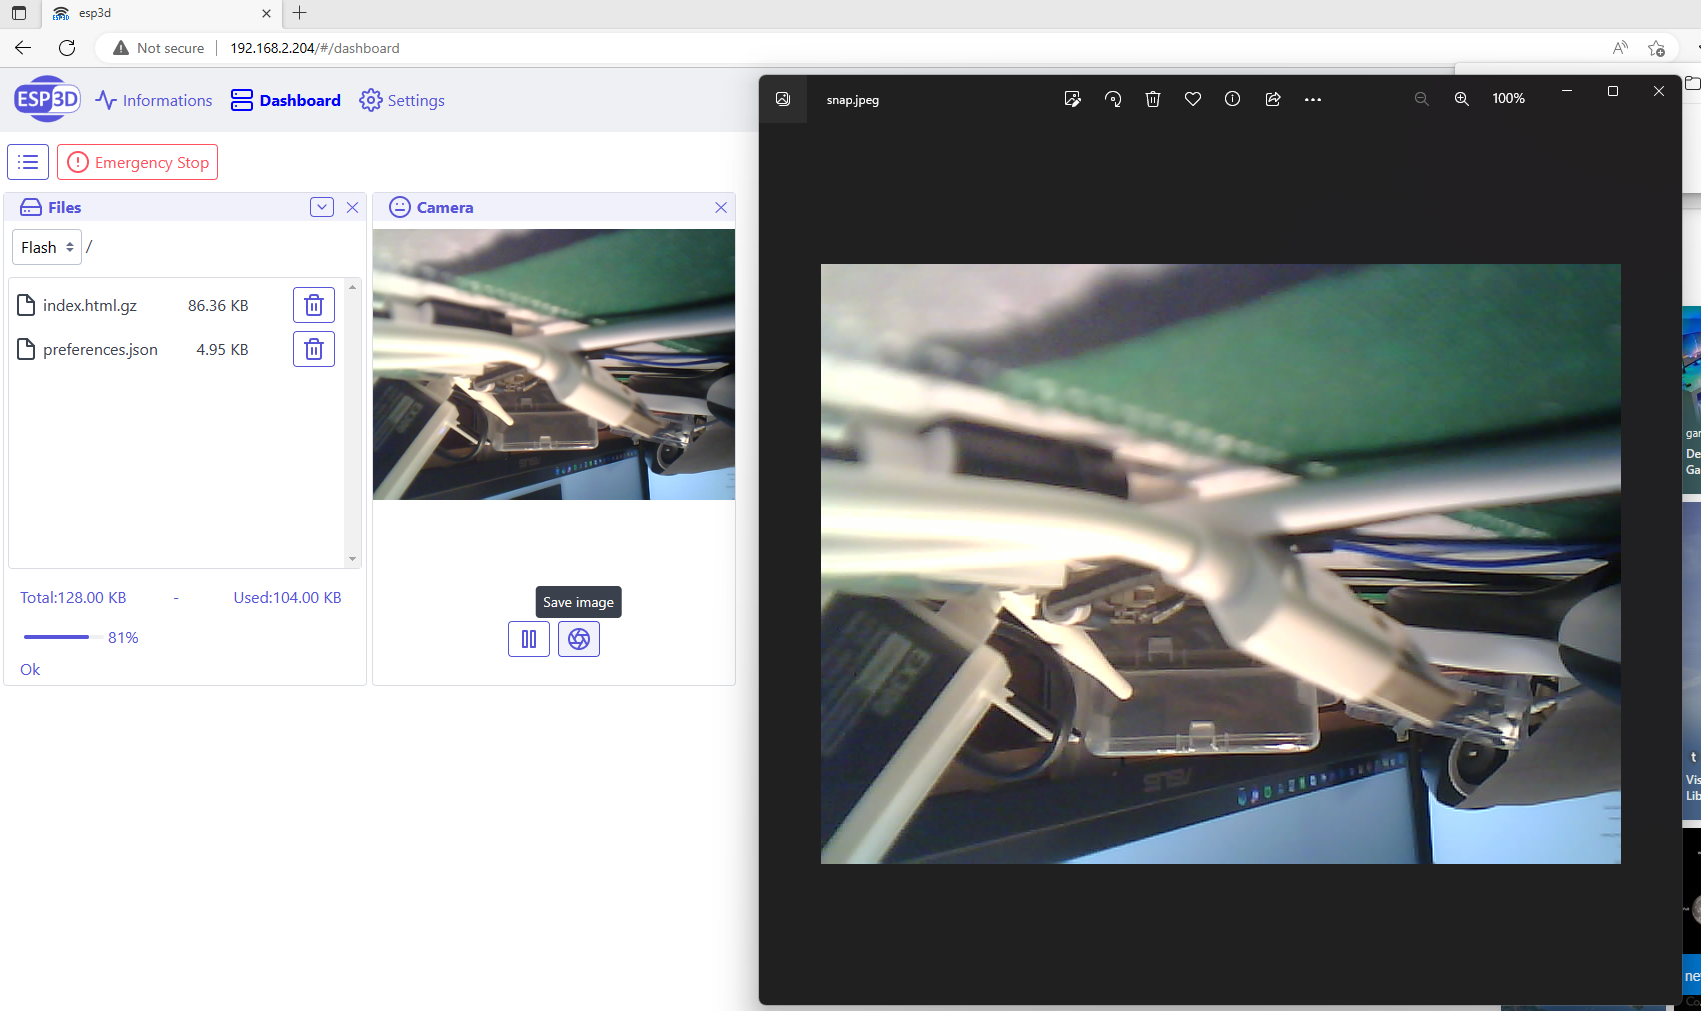 esp3d
Not secure
192.168.2.204/#/dashboard
ESP3D
Informations
Dashboard
Settings
Emergency Stop
Files
Flash
/
index.html.gz
86.36 KB
preferences.json
4.95 KB
Total:128.00 KB
-
Used:104.00 KB
81%
Ok
Camera
Save image
snap.jpeg
100%
ASUS
gar
De
Ga
t
Vis
Lib
ne